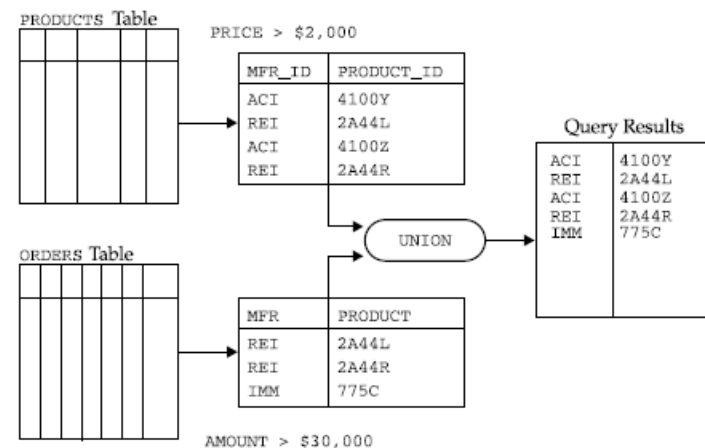 PRODUCTS Table
PRICE > $2,000
MFR_ID PRODUCT_ID
ACI 4100Y
REI 2A44L
ACI 4100Z
REI 2A44R
Query Results
ACI 4100Y
REI 2A44L
ACI 4100Z
REI 2A44R
IMM 775C
UNION
ORDERS Table
MFR PRODUCT
REI 2A44L
REI 2A44R
IMM 775C
AMOUNT > $30,000